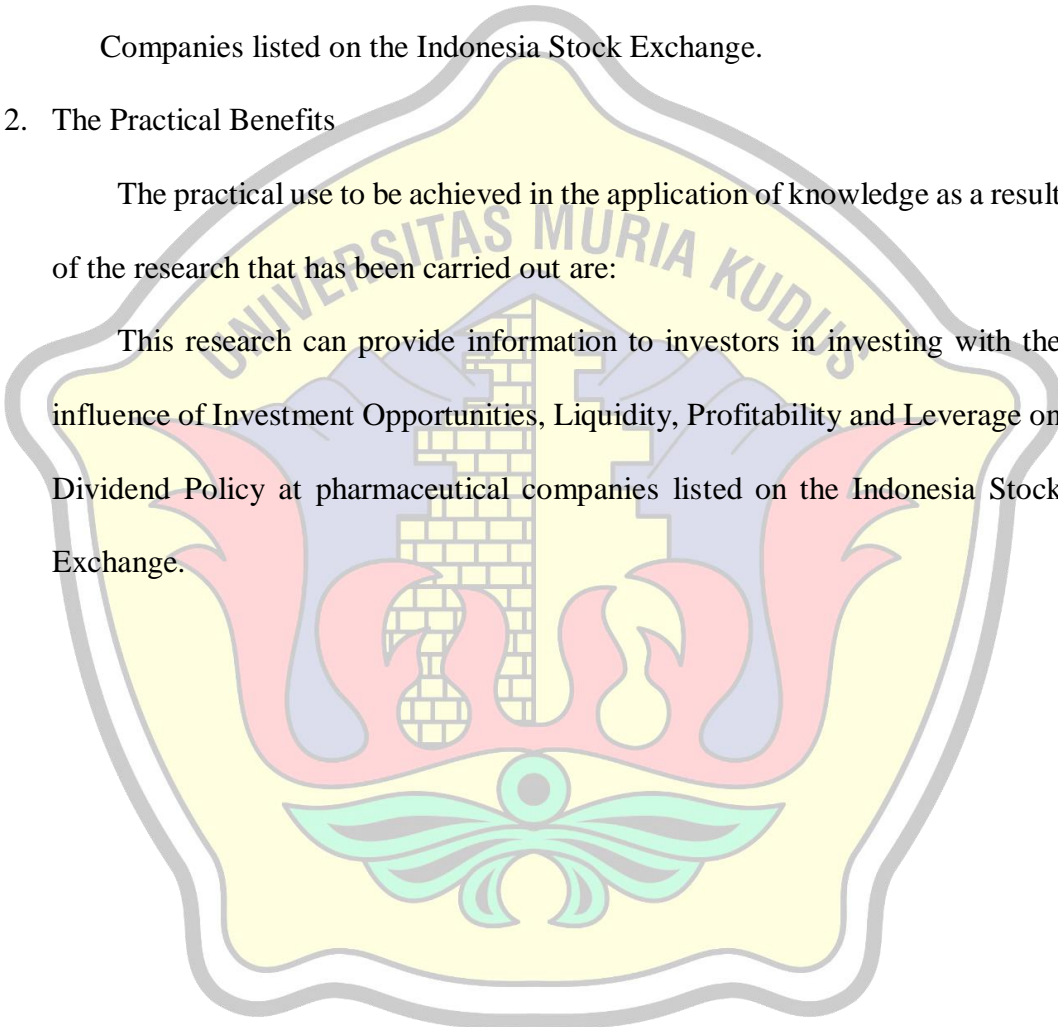 Companies listed on the Indonesia Stock Exchange.
2. The Practical Benefits
The practical use to be achieved in the application of knowledge as a result
of the research that has been carried out are:
This research can provide information to investors in investing with the
influence of Investment Opportunities, Liquidity, Profitability and Leverage on
Dividend Policy at pharmaceutical companies listed on the Indonesia Stock
Exchange.
UNIVERSITAS MURIA KUDUS